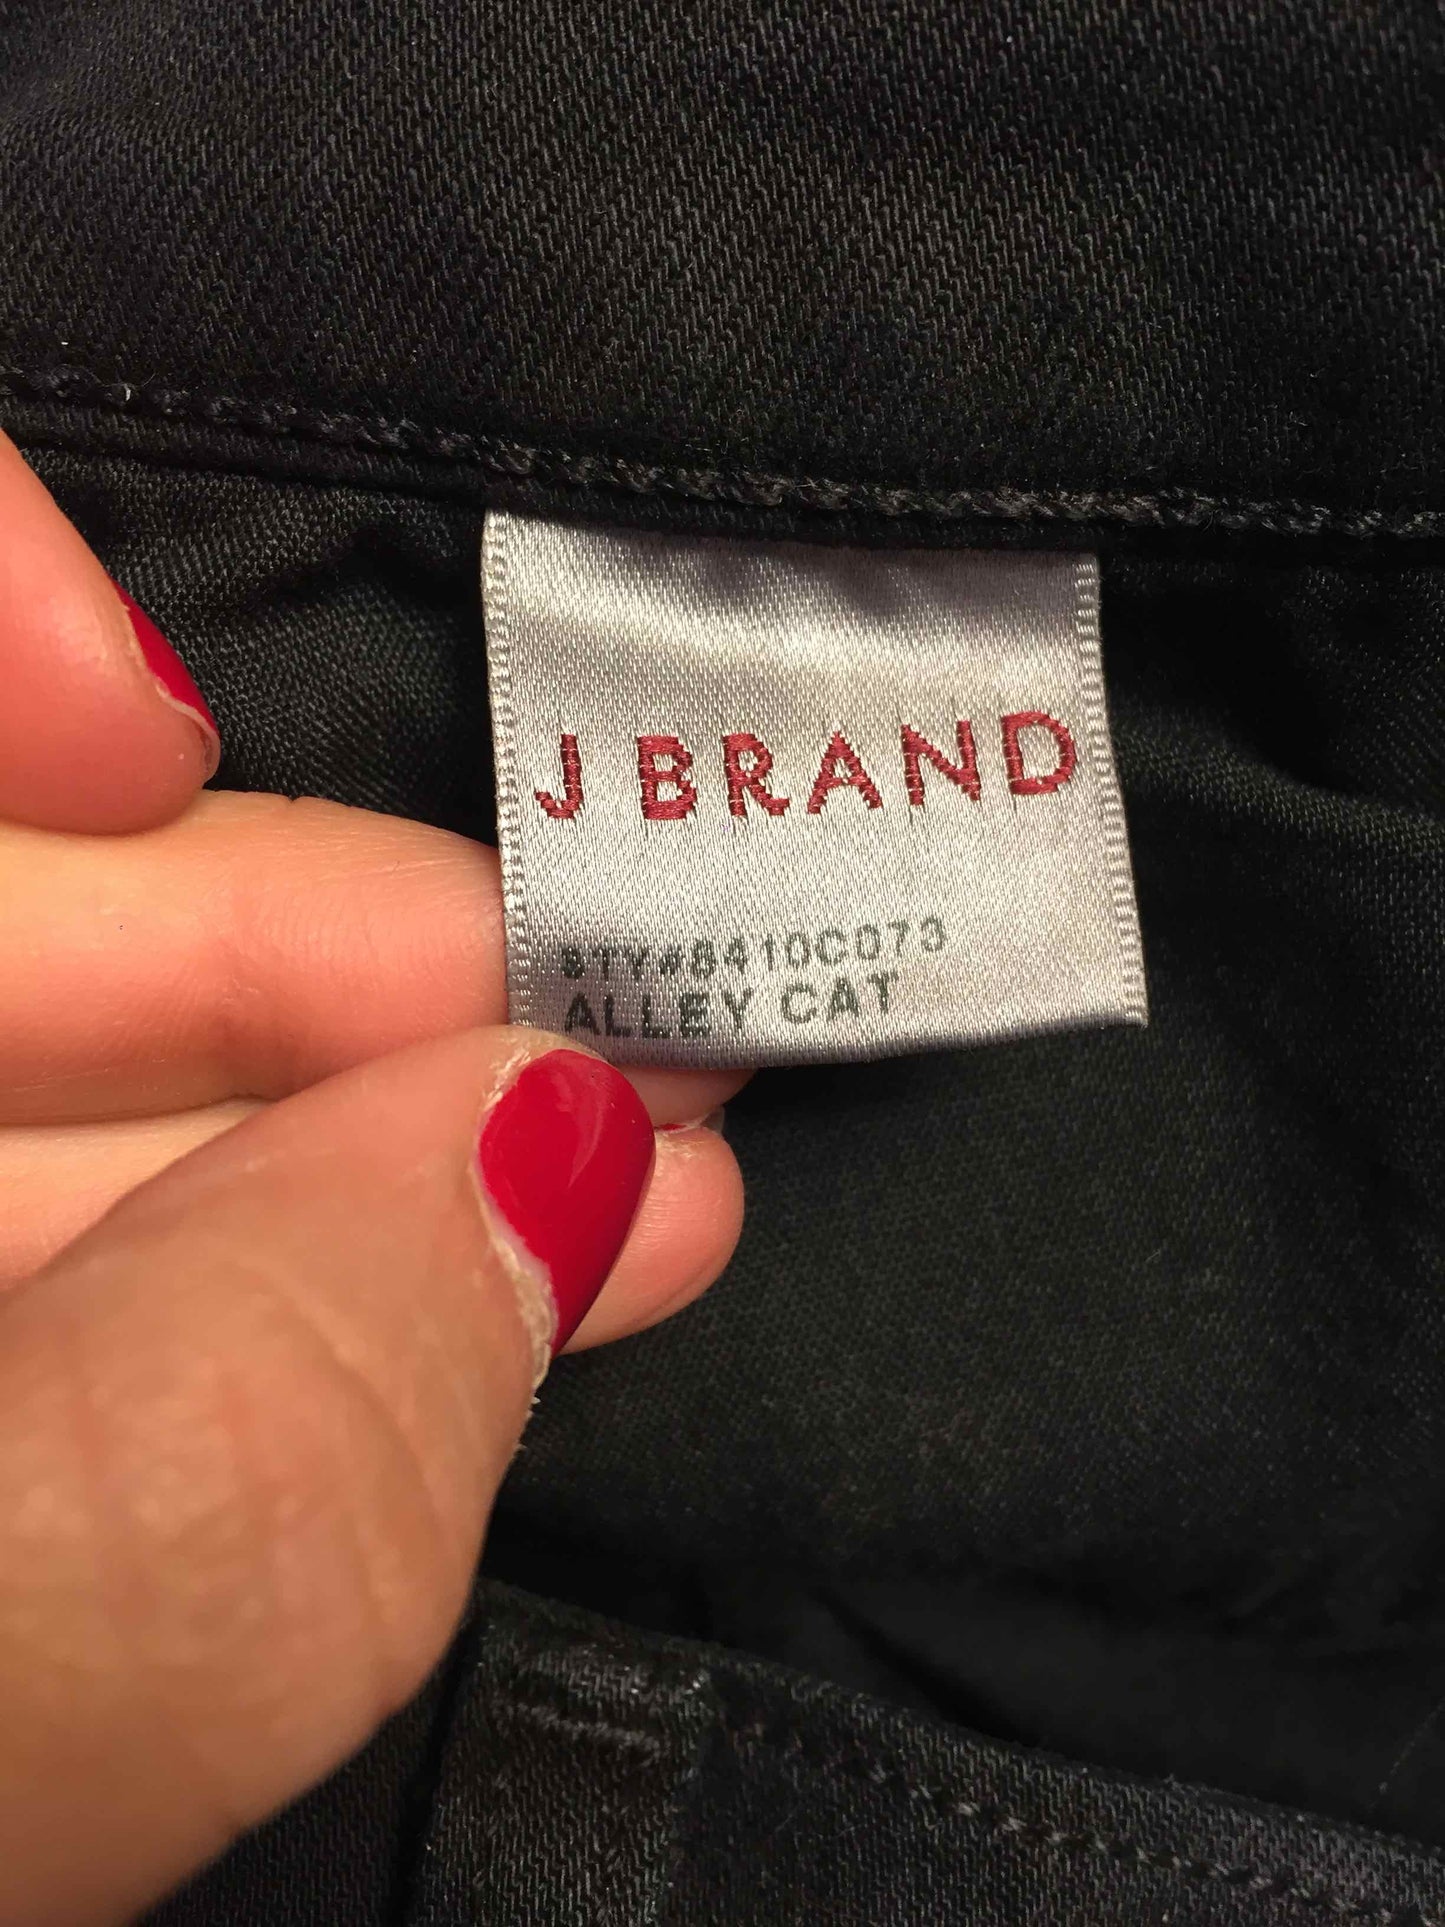 J BRAND
STY#8410C073
ALLEY CAT